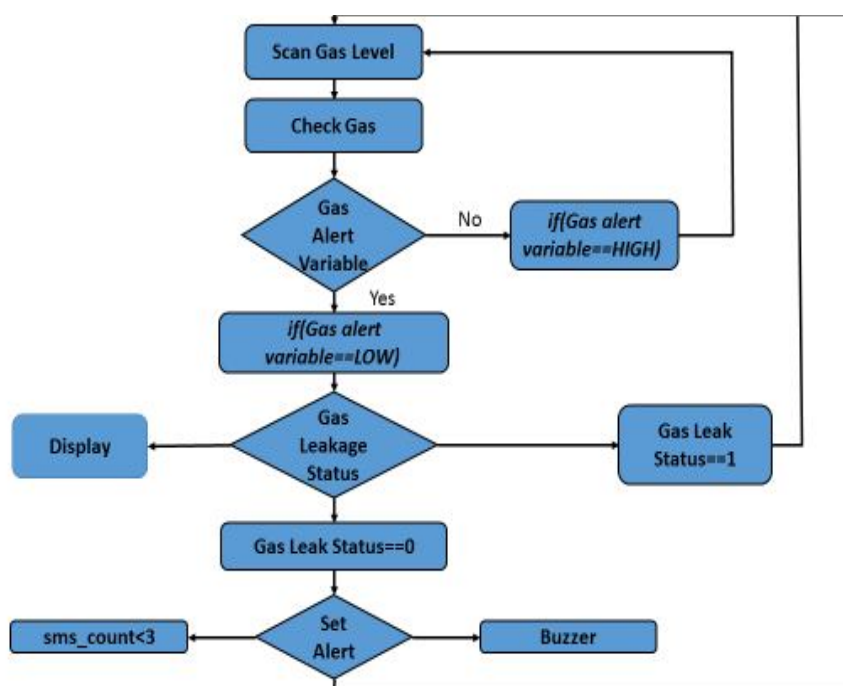 Scan Gas Level
Check Gas
Gas
Alert
Variable
No
if(Gas alert
variable==HIGH)
Yes
if(Gas alert
variable==LOW)
Display
Gas
Leakage
Status
Gas Leak
Status==1
Gas Leak Status==0
sms_count<3
Set
Alert
Buzzer